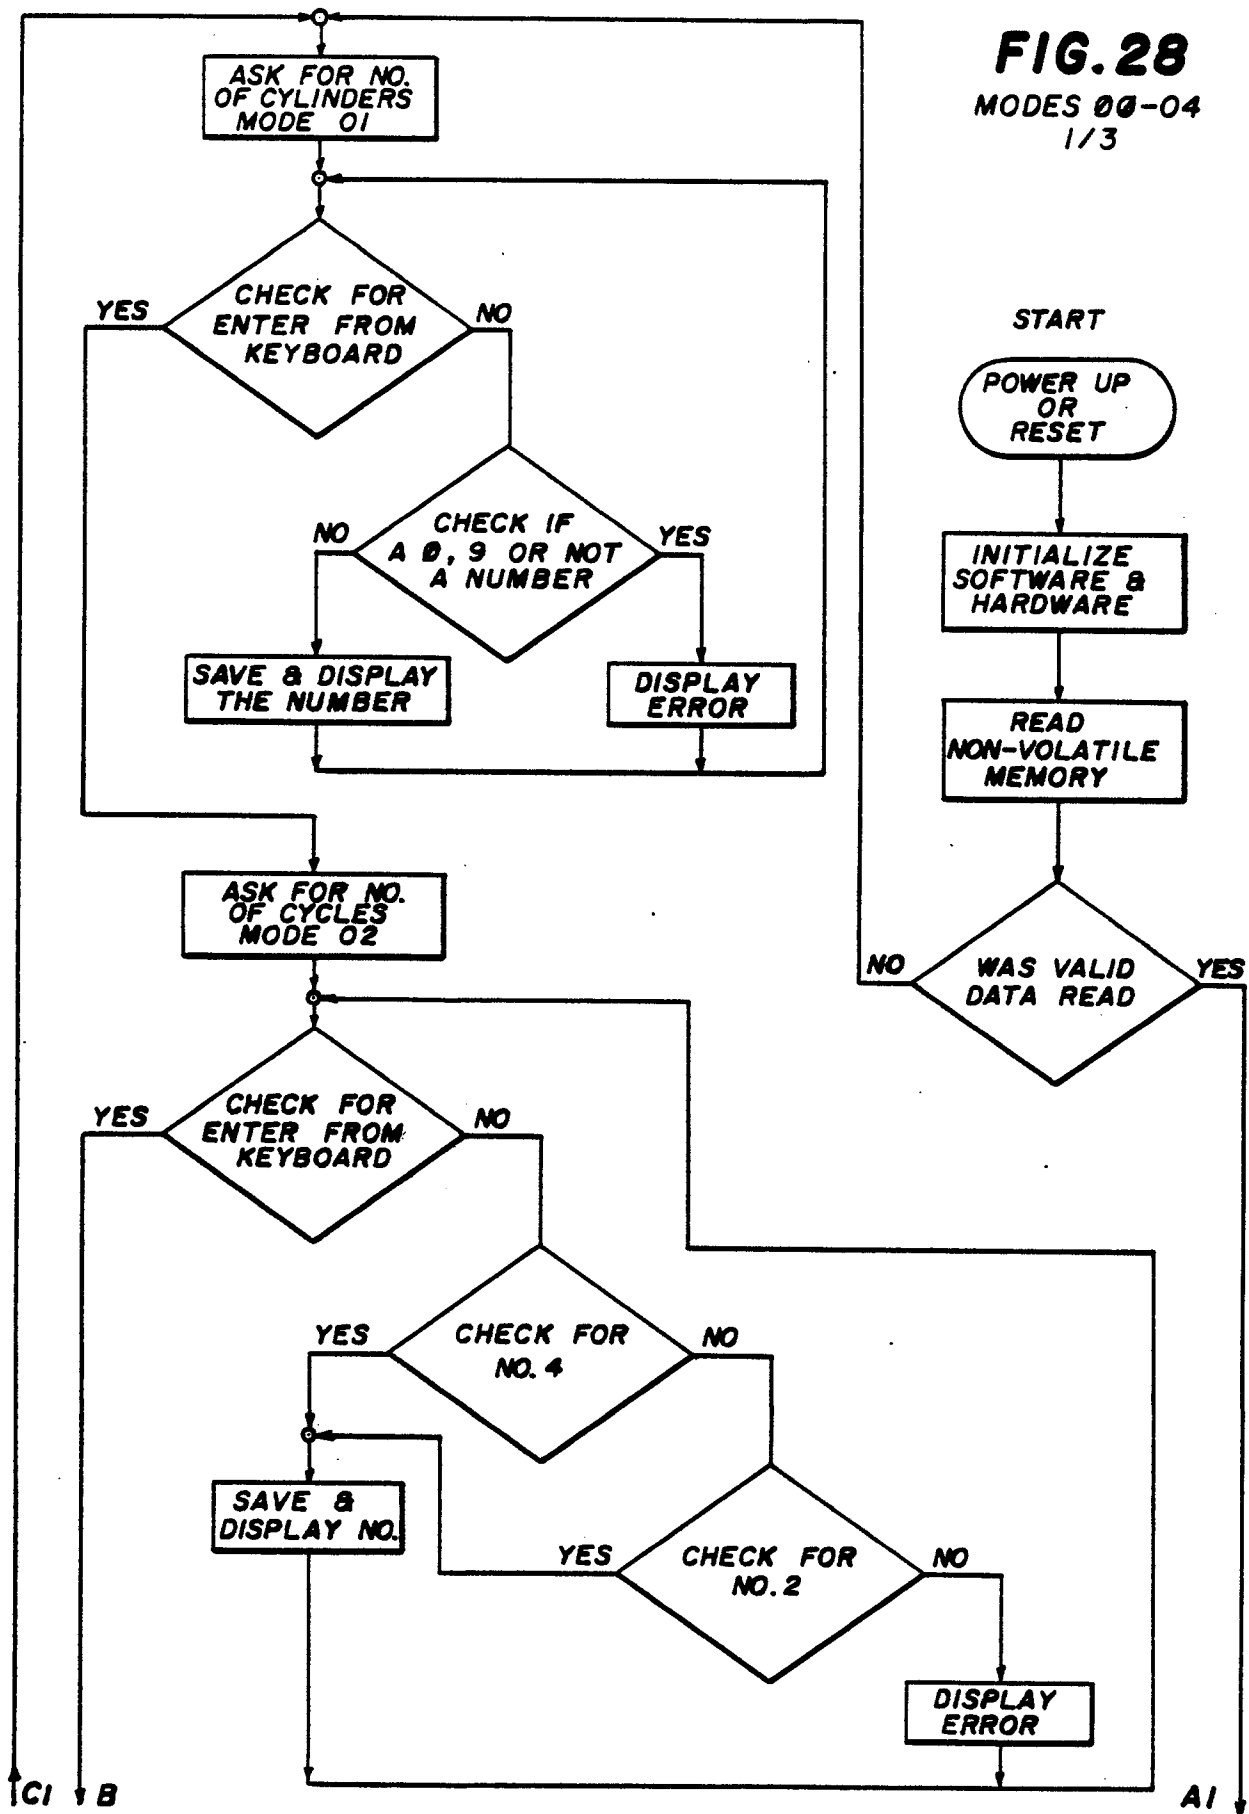 FIG. 28
MODES 00-04
1/3
ASK FOR NO.
OF CYLINDERS
MODE 01
YES
CHECK FOR
ENTER FROM
KEYBOARD
NO
NO
CHECK IF
A 0, 9 OR NOT
A NUMBER
YES
SAVE & DISPLAY
THE NUMBER
DISPLAY
ERROR
START
POWER UP
OR
RESET
INITIALIZE
SOFTWARE &
HARDWARE
READ
NON-VOLATILE
MEMORY
NO
WAS VALID
DATA READ
YES
ASK FOR NO.
OF CYCLES
MODE 02
YES
CHECK FOR
ENTER FROM
KEYBOARD
NO
YES
CHECK FOR
NO. 4
NO
SAVE &
DISPLAY NO.
YES
CHECK FOR
NO. 2
NO
DISPLAY
ERROR
C1
B
A1